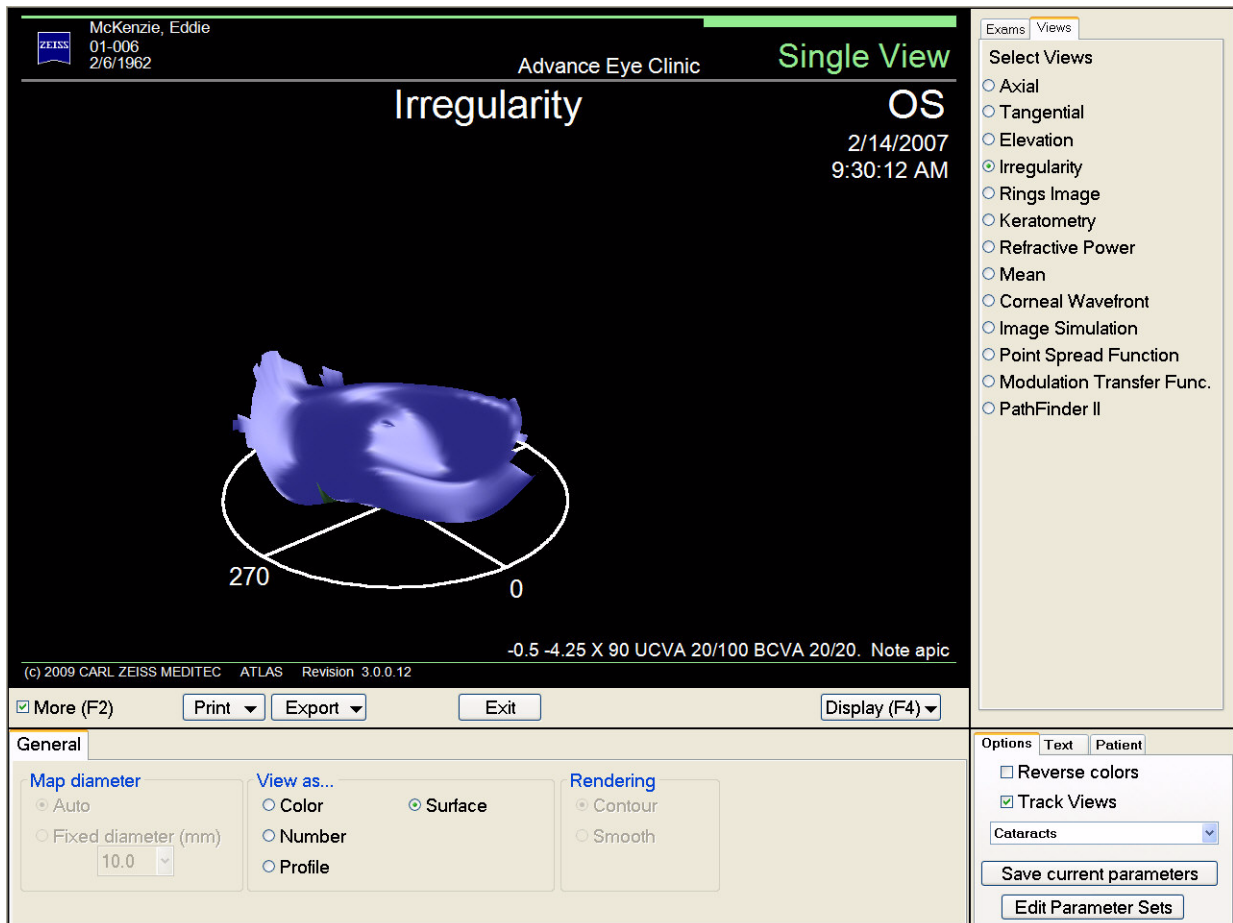 ZEISS
McKenzie, Eddie
01-006
2/6/1962
Advance Eye Clinic
Single View
Irregularity
OS
2/14/2007
9:30:12 AM
270
0
-0.5 -4.25 X 90 UCVA 20/100 BCVA 20/20. Note apic
(c) 2009 CARL ZEISS MEDITEC ATLAS Revision 3.0.0.12
Exams Views
Select Views
Axial
Tangential
Elevation
Irregularity
Rings Image
Keratometry
Refractive Power
Mean
Corneal Wavefront
Image Simulation
Point Spread Function
Modulation Transfer Func.
PathFinder II
More (F2) Print Export Exit Display (F4)
General
Map diameter
Auto
Fixed diameter (mm)
10.0
View as...
Color Surface
Number
Profile
Rendering
Contour
Smooth
Options Text Patient
Reverse colors
Track Views
Cataracts
Save current parameters
Edit Parameter Sets